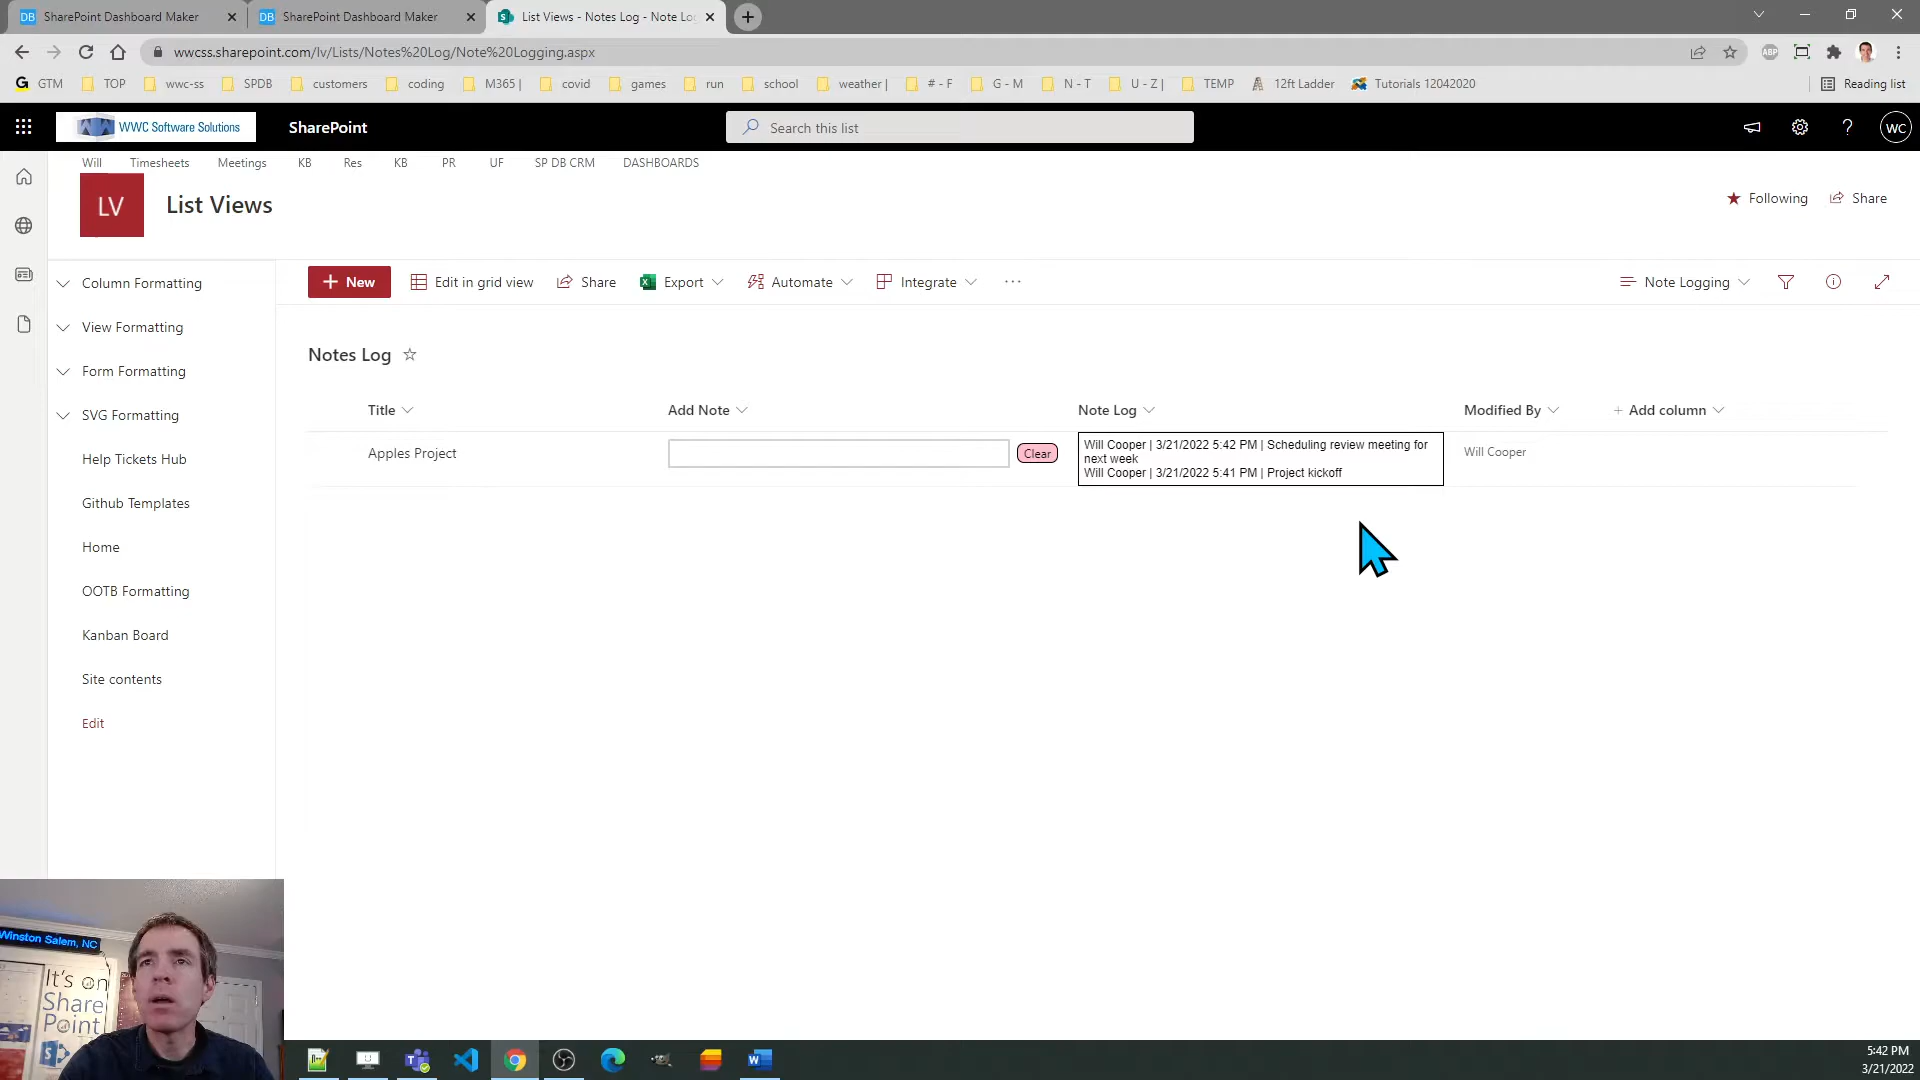 SharePoint Dashboard Maker
SharePoint Dashboard Maker
List Views - Notes Log - Note Lo
wwcss.sharepoint.com/lv/Lists/Notes%20Log/Note%20Logging.aspx
ABP
G GTM
TOP
wwc-ss
SPDB
customers
coding
M365 |
covid
games
run
school
weather |
# - F
G - M
N - T
U - Z |
TEMP
12ft Ladder
Tutorials 12042020
Reading list
WWC Software Solutions
SharePoint
Search this list
?
WC
Will
Timesheets
Meetings
KB
Res
KB
PR
UF
SP DB CRM
DASHBOARDS
LV
List Views
Following
Share
Column Formatting
View Formatting
Form Formatting
SVG Formatting
Help Tickets Hub
Github Templates
Home
OOTB Formatting
Kanban Board
Site contents
Edit
+ New
Edit in grid view
Share
Export
Automate
Integrate
...
Note Logging
Notes Log
Title
Add Note
Note Log
Modified By
+ Add column
Apples Project
Clear
Will Cooper | 3/21/2022 5:42 PM | Scheduling review meeting for
next week
Will Cooper | 3/21/2022 5:41 PM | Project kickoff
Will Cooper
Winston Salem, NC
It's on
Share
Point
5:42 PM
3/21/2022